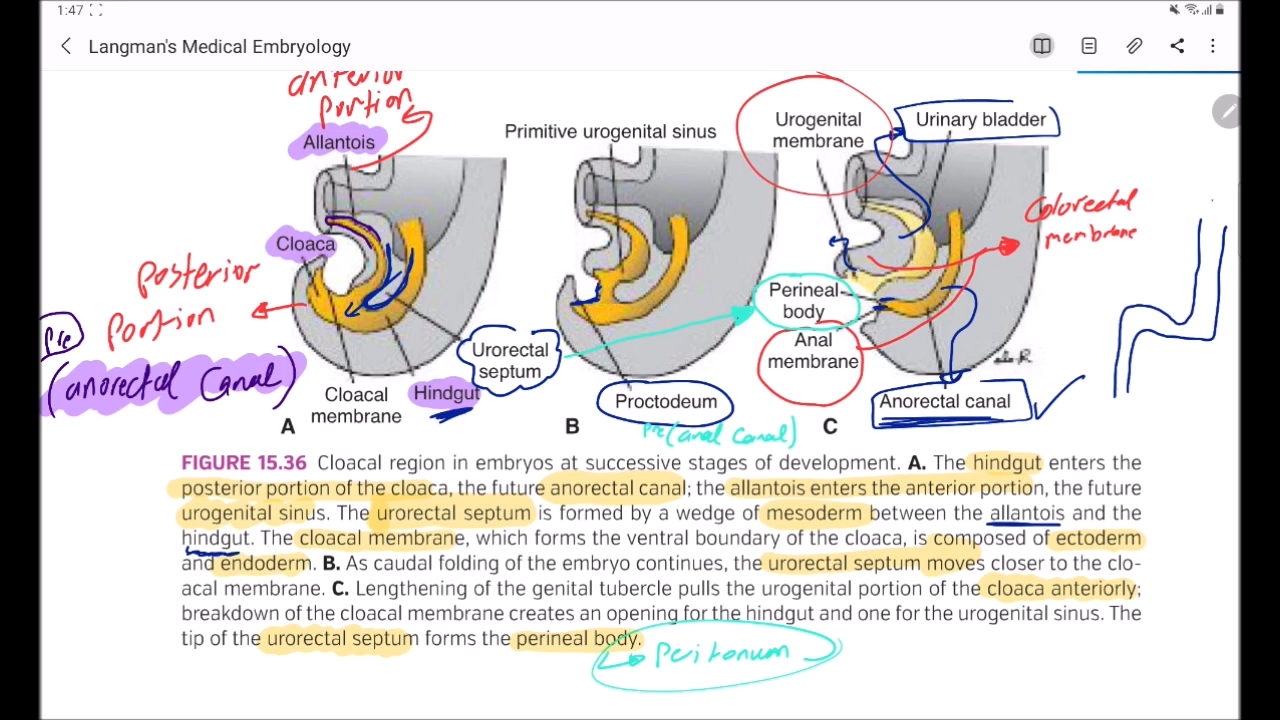 1:47
Langman's Medical Embryology
anterior
portion
Allantois
Primitive urogenital sinus
Urogenital
membrane
Urinary bladder
Cloaca
Colorectal
membrane
posterior
portion
Pre
(anorectal Canal)
Perineal
body
Anal
membrane
Urorectal
septum
Cloacal
membrane
Hindgut
Proctodeum
Anorectal canal
Pre (anal canal)
A
B
C
FIGURE 15.36 Cloacal region in embryos at successive stages of development. A. The hindgut enters the
posterior portion of the cloaca, the future anorectal canal; the allantois enters the anterior portion, the future
urogenital sinus. The urorectal septum is formed by a wedge of mesoderm between the allantois and the
hindgut. The cloacal membrane, which forms the ventral boundary of the cloaca, is composed of ectoderm
and endoderm. B. As caudal folding of the embryo continues, the urorectal septum moves closer to the clo-
acal membrane. C. Lengthening of the genital tubercle pulls the urogenital portion of the cloaca anteriorly;
breakdown of the cloacal membrane creates an opening for the hindgut and one for the urogenital sinus. The
tip of the urorectal septum forms the perineal body.
Peritonum